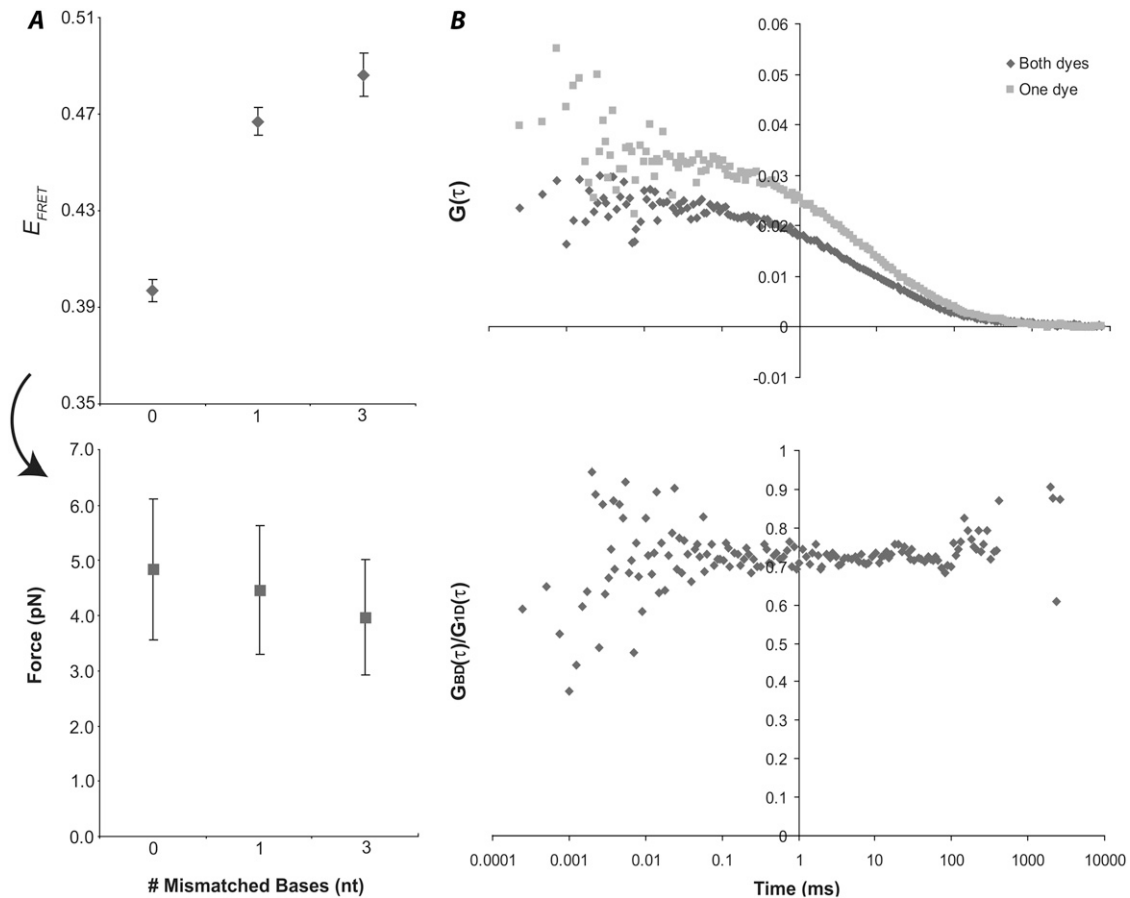 A
0.51
0.47
0.43
0.39
0.35
E_FRET
0 1 3
7.0
6.0
5.0
4.0
3.0
2.0
1.0
0.0
Force (pN)
0 1 3
# Mismatched Bases (nt)
B
0.06
0.05
0.04
0.03
0.02
0.01
0
-0.01
G(τ)
Both dyes
One dye
1
0.9
0.8
0.7
0.6
0.5
0.4
0.3
0.2
0.1
0
GBD(τ)/G1D(τ)
0.0001 0.001 0.01 0.1 1 10 100 1000 10000
Time (ms)